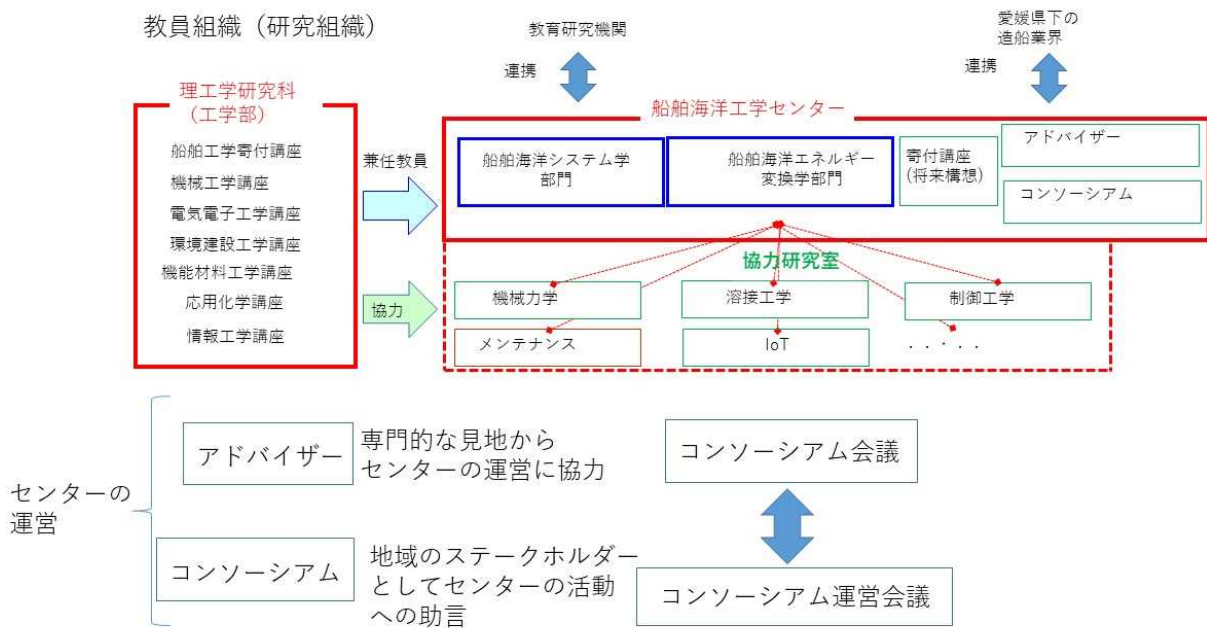 教員組織（研究組織）
教育研究機関
愛媛県下の
造船業界
連携
連携
理工学研究科
（工学部）
船舶工学寄付講座
機械工学講座
電気電子工学講座
環境建設工学講座
機能材料工学講座
応用化学講座
情報工学講座
兼任教員
協力
船舶海洋工学センター
船舶海洋システム学
部門
船舶海洋エネルギー
変換学部門
寄付講座
(将来構想)
アドバイザー
コンソーシアム
協力研究室
機械力学
溶接工学
制御工学
メンテナンス
IoT
・・・・・
センターの
運営
アドバイザー
専門的な見地から
センターの運営に協力
コンソーシアム
地域のステークホルダー
としてセンターの活動
への助言
コンソーシアム会議
コンソーシアム運営会議